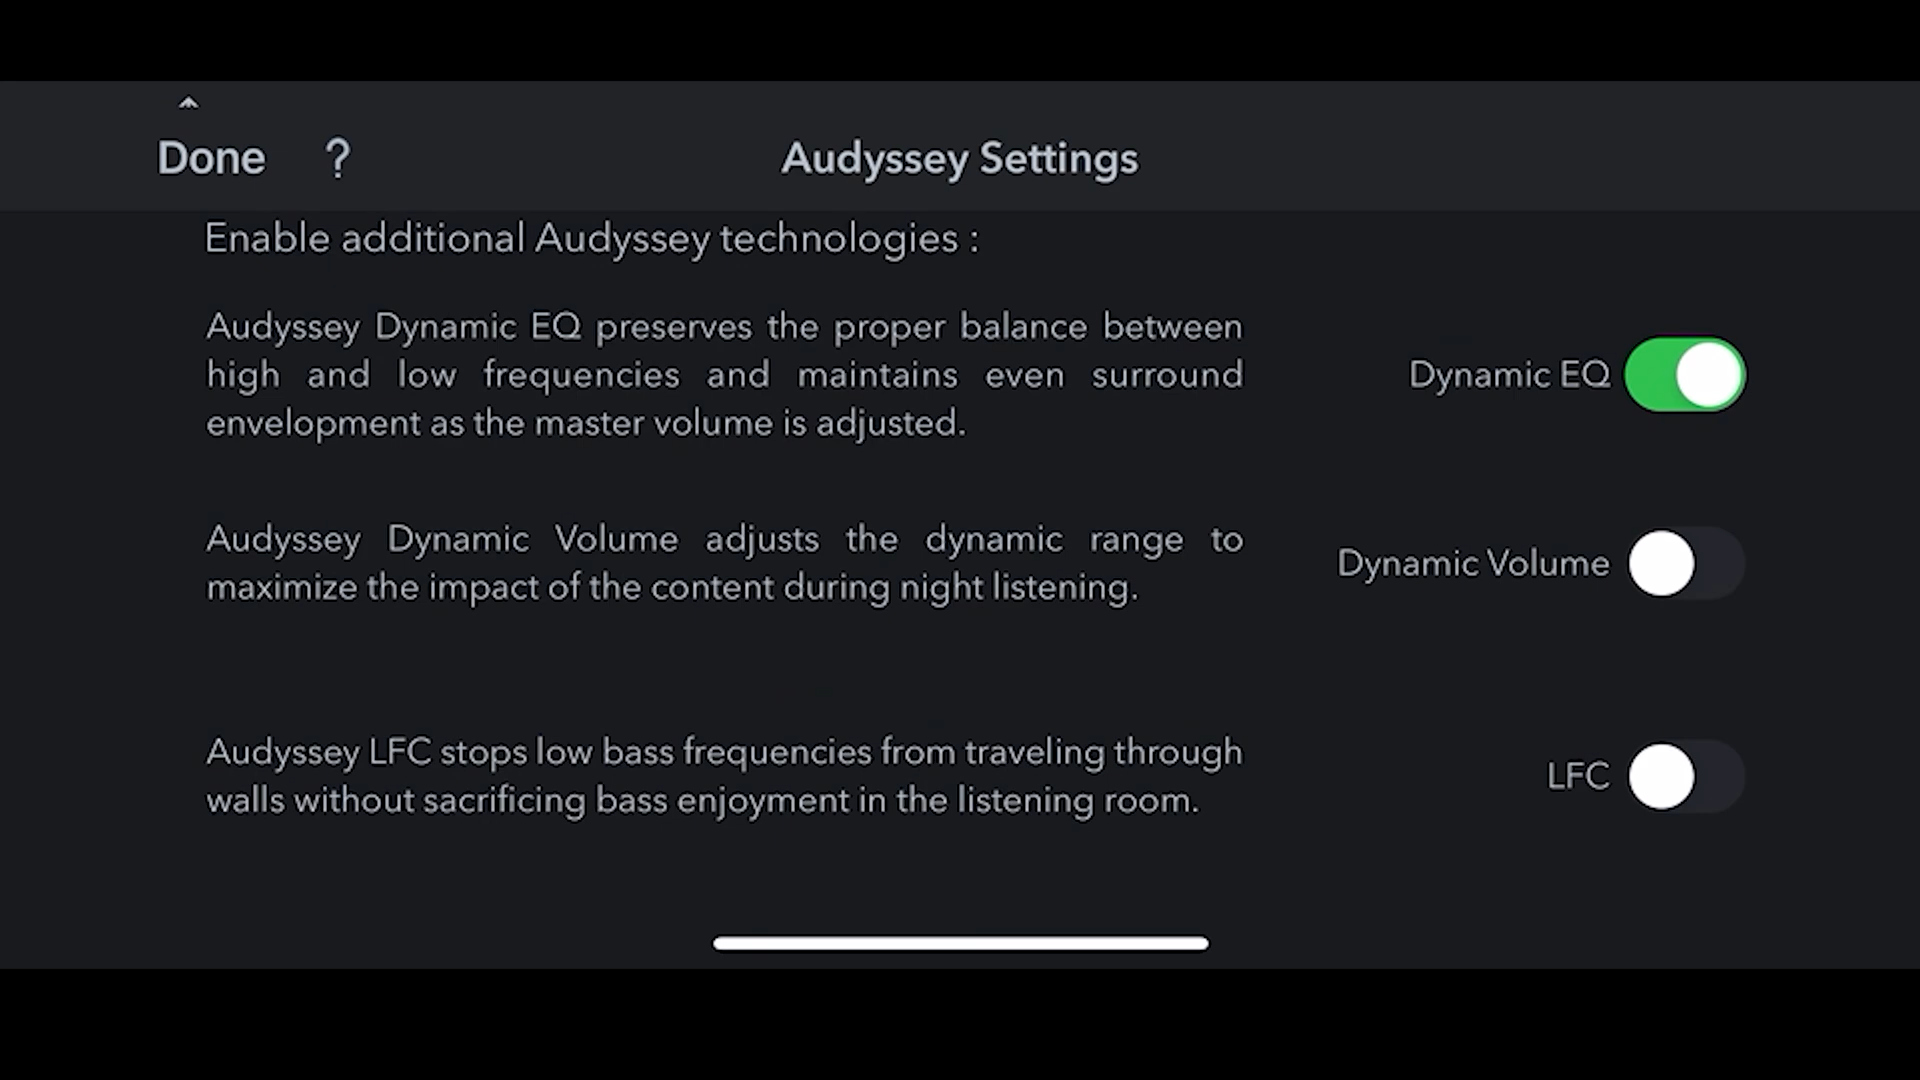 Done ? Audyssey Settings
Enable additional Audyssey technologies :
Audyssey Dynamic EQ preserves the proper balance between
high and low frequencies and maintains even surround
envelopment as the master volume is adjusted.
Dynamic EQ
Audyssey Dynamic Volume adjusts the dynamic range to
maximize the impact of the content during night listening.
Dynamic Volume
Audyssey LFC stops low bass frequencies from traveling through
walls without sacrificing bass enjoyment in the listening room.
LFC